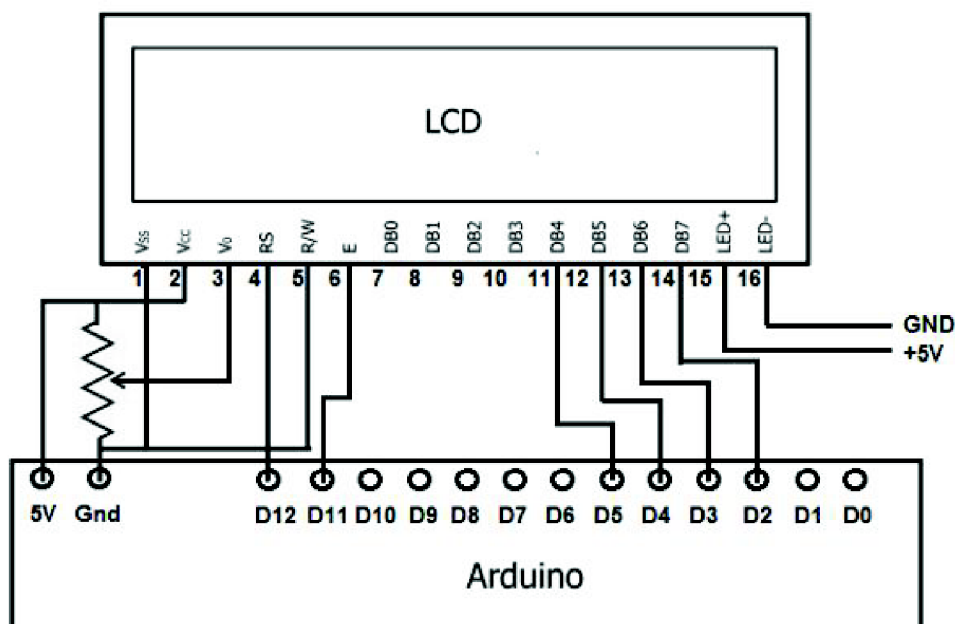 LCD
Vss Vcc Vo RS R/W E DB0 DB1 DB2 DB3 DB4 DB5 DB6 DB7 LED+ LED-
1 2 3 4 5 6 7 8 9 10 11 12 13 14 15 16
GND
+5V
5V Gnd D12 D11 D10 D9 D8 D7 D6 D5 D4 D3 D2 D1 D0
Arduino